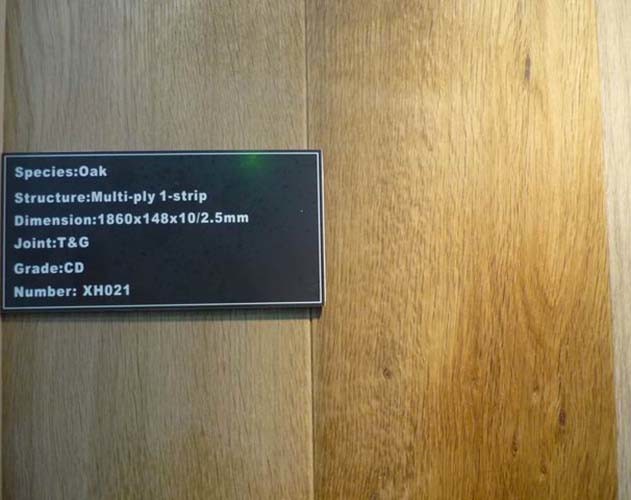 Species:Oak
Structure:Multi-ply 1-strip
Dimension:1860x148x10/2.5mm
Joint:T&G
Grade:CD
Number: XH021